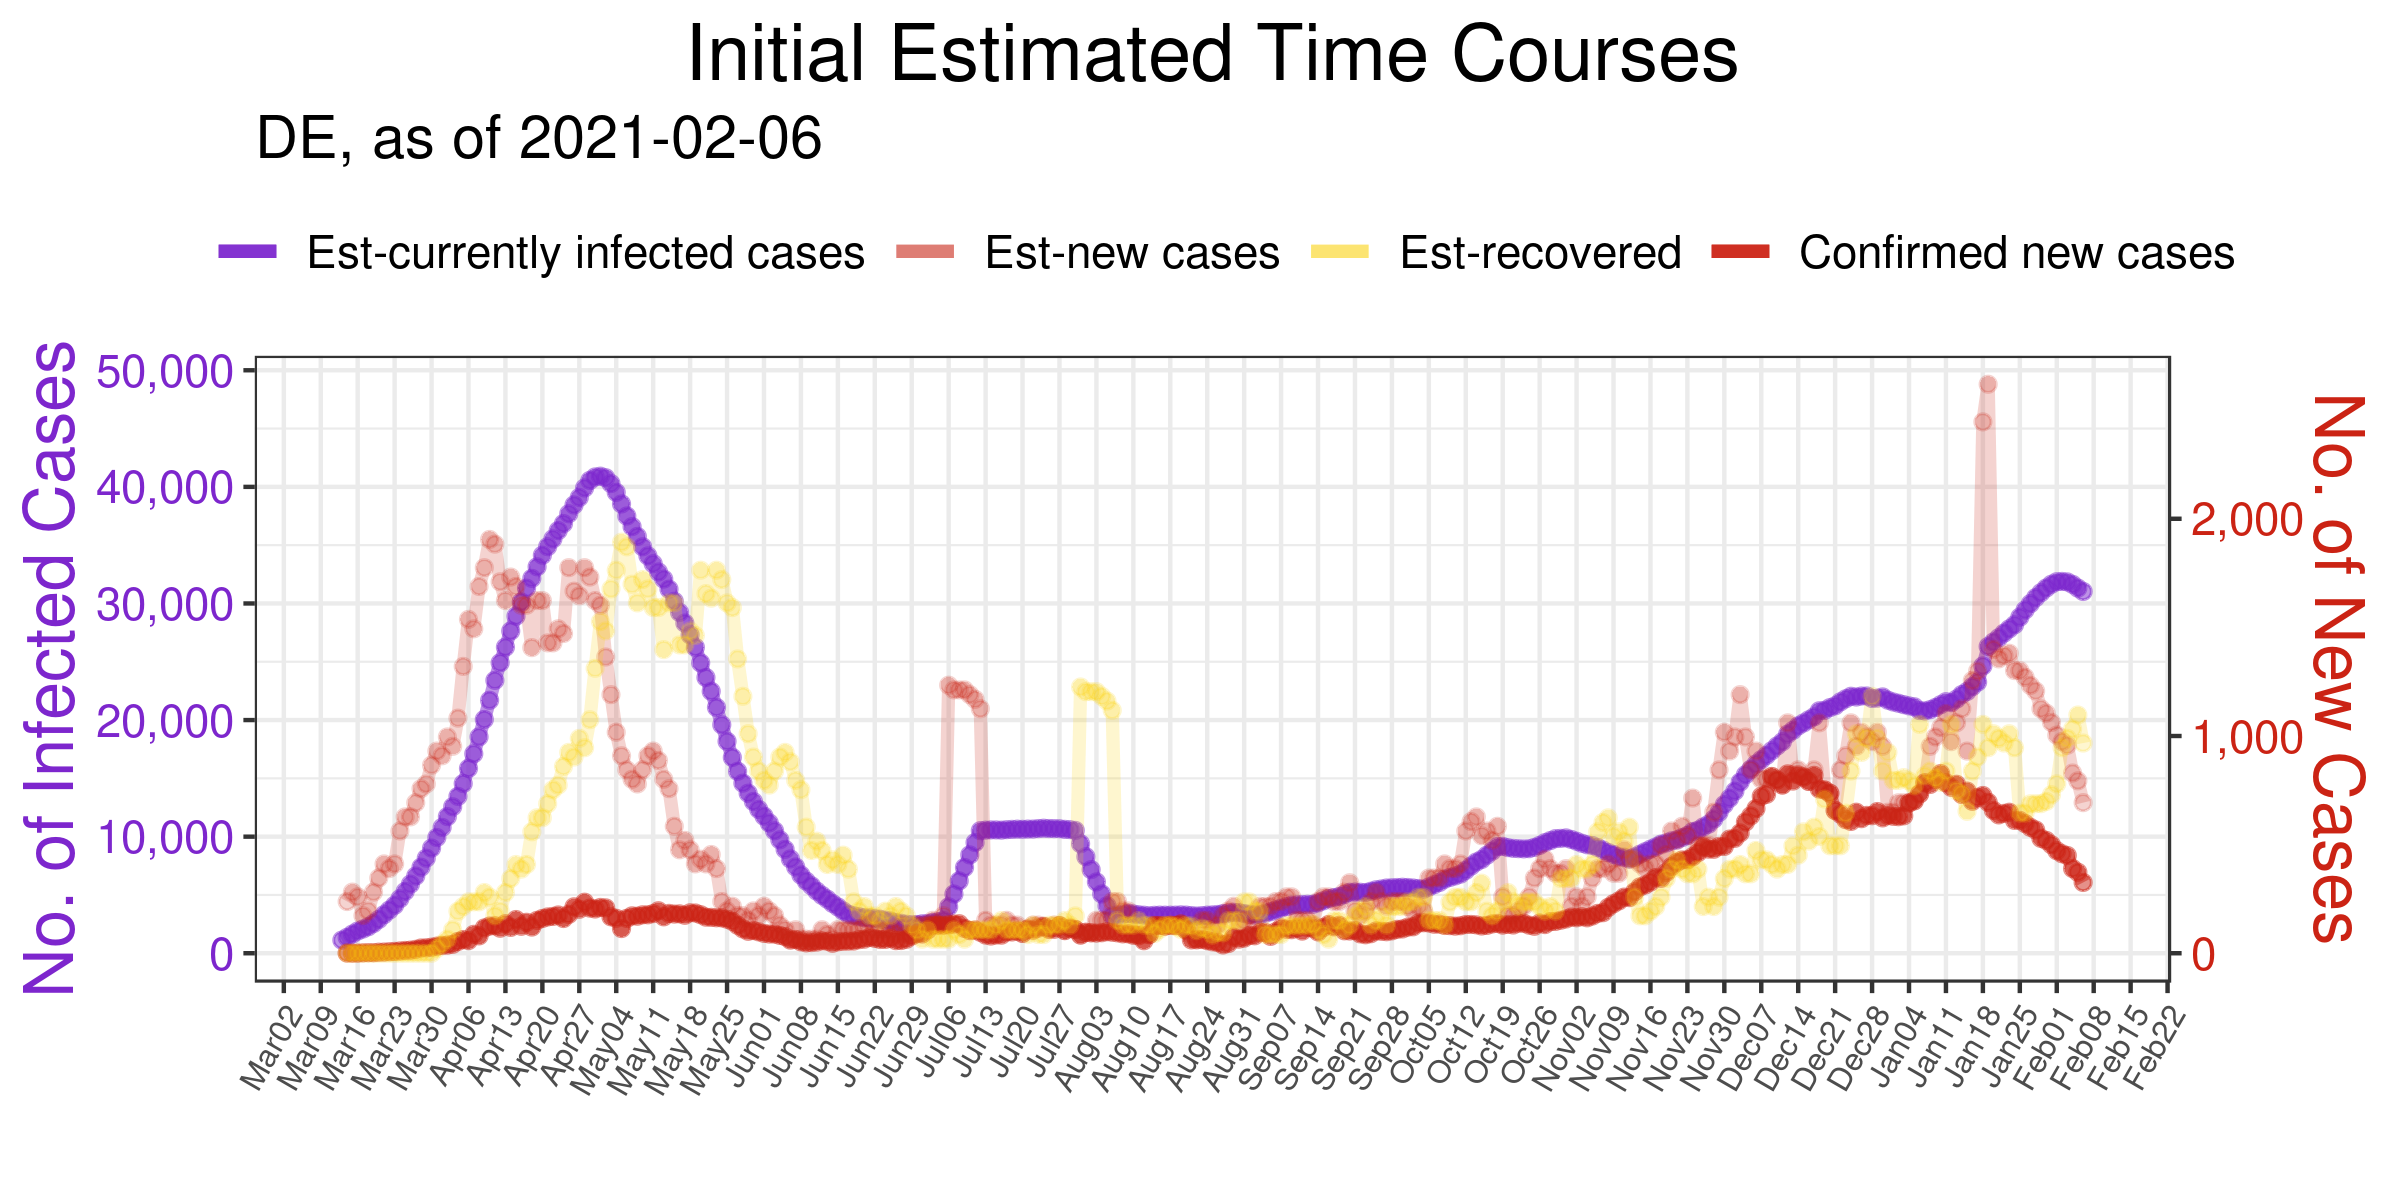 Initial Estimated Time Courses
DE, as of 2021-02-06
Est-currently infected cases Est-new cases Est-recovered Confirmed new cases
No. of Infected Cases
50,000
40,000
30,000
20,000
10,000
0
2,000
1,000
0
No. of New Cases
Mar02 Mar09 Mar16 Mar23 Mar30 Apr06 Apr13 Apr20 Apr27 May04 May11 May18 May25 Jun01 Jun08 Jun15 Jun22 Jun29 Jul06 Jul13 Jul20 Jul27 Aug03 Aug10 Aug17 Aug24 Aug31 Sep07 Sep14 Sep21 Sep28 Oct05 Oct12 Oct19 Oct26 Nov02 Nov09 Nov16 Nov23 Nov30 Dec07 Dec14 Dec21 Dec28 Jan04 Jan11 Jan18 Jan25 Feb01 Feb08 Feb15 Feb22